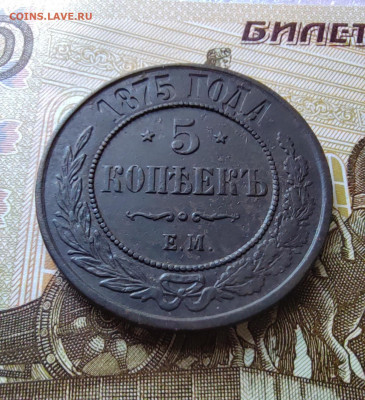 COINS.LAVE.RU
БИЛЕТ
1875 ГОДА
5
КОПѢЕКЪ
Е.М.